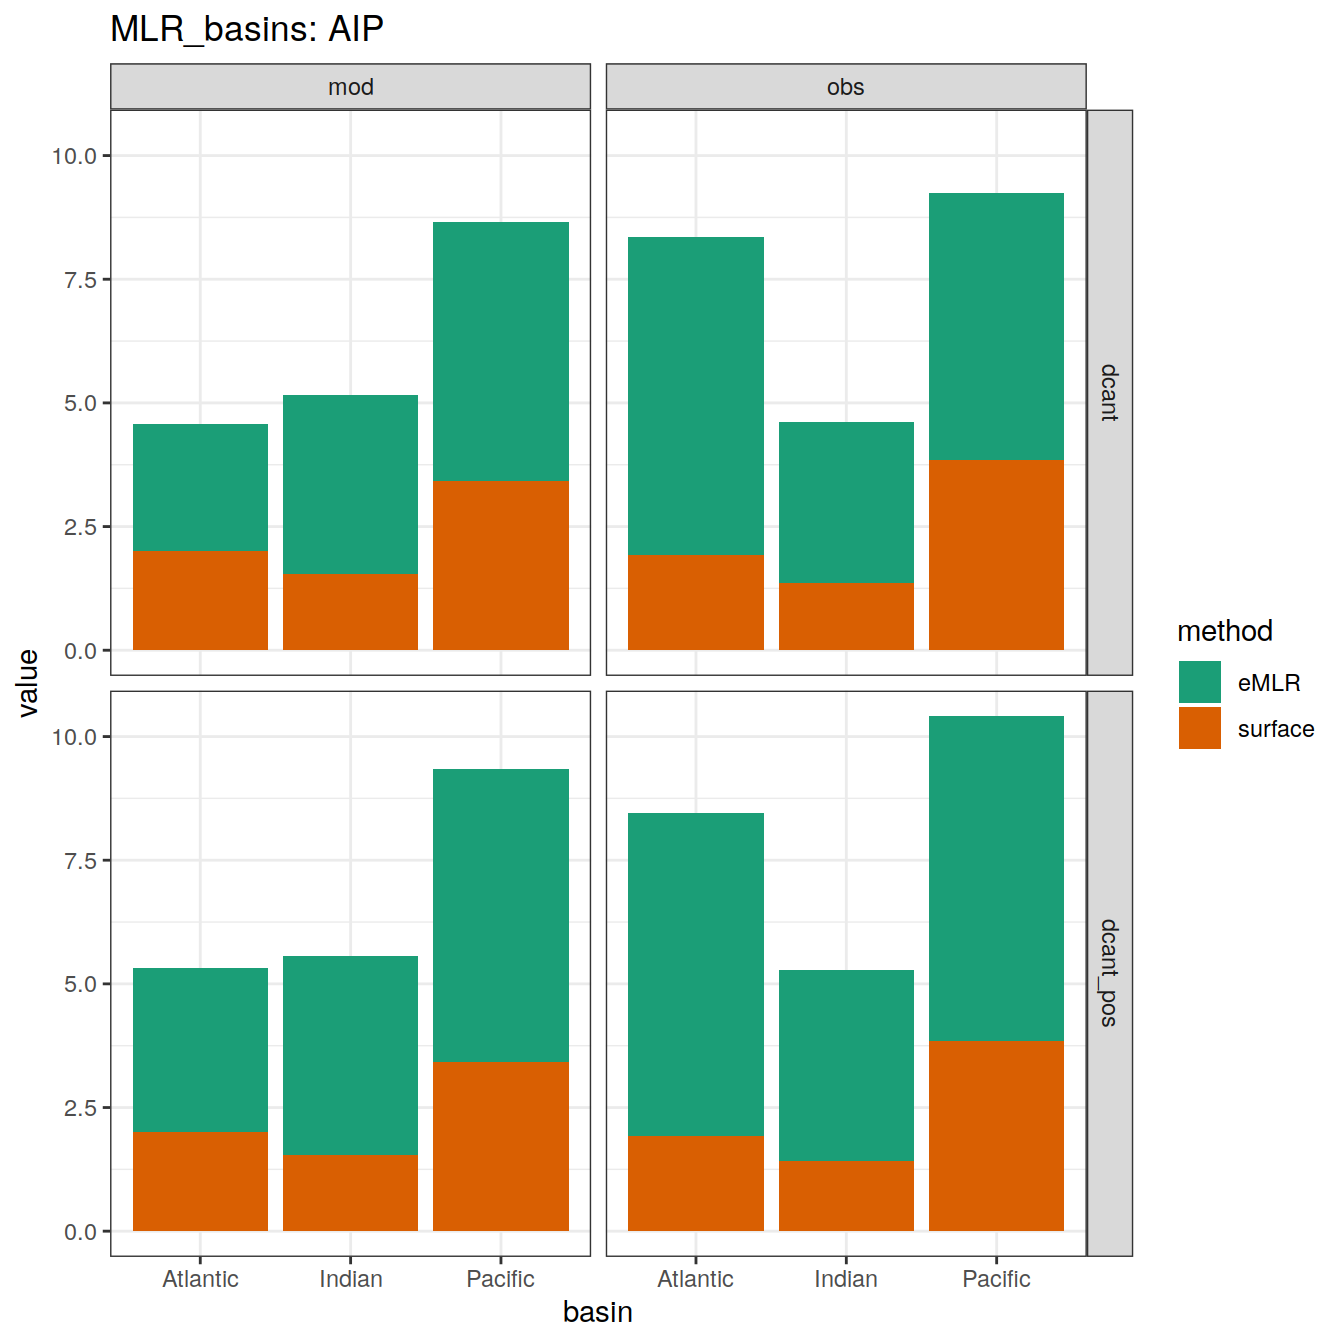 MLR_basins: AIP
mod
obs
10.0
7.5
5.0
2.5
0.0
dcant
10.0
7.5
5.0
2.5
0.0
dcant_pos
value
Atlantic
Indian
Pacific
Atlantic
Indian
Pacific
basin
method
eMLR
surface